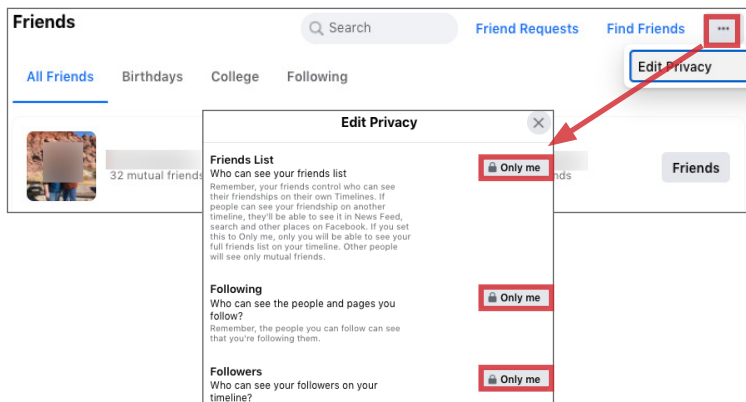 Friends
Search
Friend Requests
Find Friends
Edit Privacy
All Friends
Birthdays
College
Following
32 mutual friends
Friends
Edit Privacy
Friends List
Only me
Who can see your friends list
Remember, your friends control who can see
their friendships on their own Timelines. If
people can see your friendship on another
timeline, they'll be able to see it in News Feed,
search and other places on Facebook. If you set
this to Only me, only you will be able to see your
full friends list on your timeline. Other people
will see only mutual friends.
Following
Only me
Who can see the people and pages you
follow?
Remember, the people you can follow can see
that you're following them.
Followers
Only me
Who can see your followers on your
timeline?